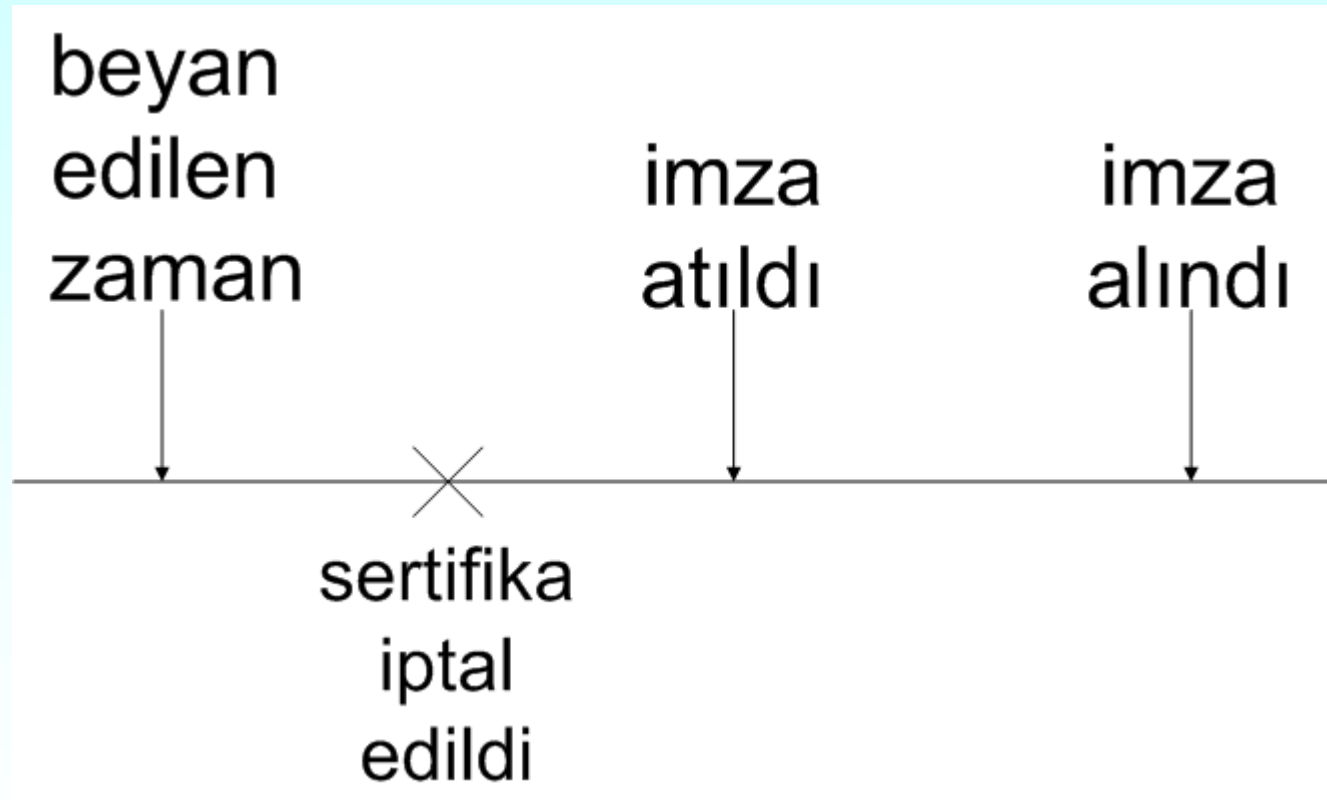 beyan
edilen
zaman
imza
atıldı
imza
alındı
sertifika
iptal
edildi